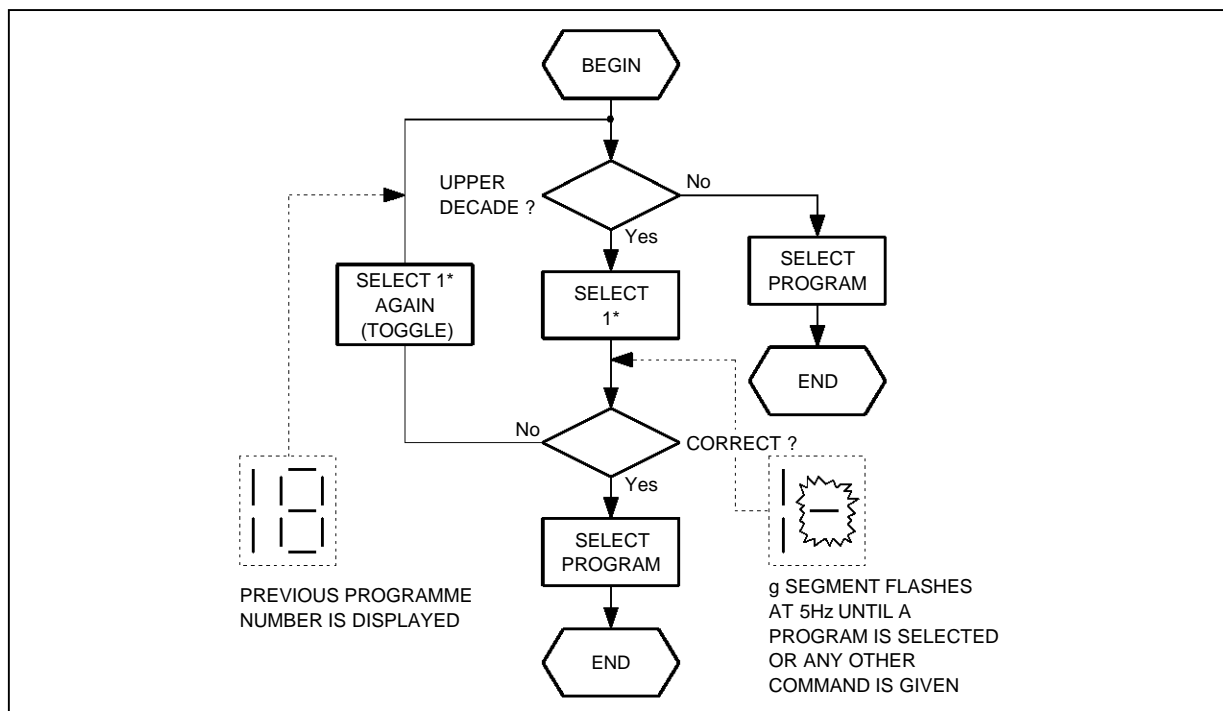 BEGIN
UPPER
DECADE ?
No
Yes
SELECT
PROGRAM
SELECT 1*
AGAIN
(TOGGLE)
SELECT
1*
END
No
CORRECT ?
Yes
18
1-
SELECT
PROGRAM
PREVIOUS PROGRAMME
NUMBER IS DISPLAYED
g SEGMENT FLASHES
AT 5Hz UNTIL A
PROGRAM IS SELECTED
OR ANY OTHER
COMMAND IS GIVEN
END